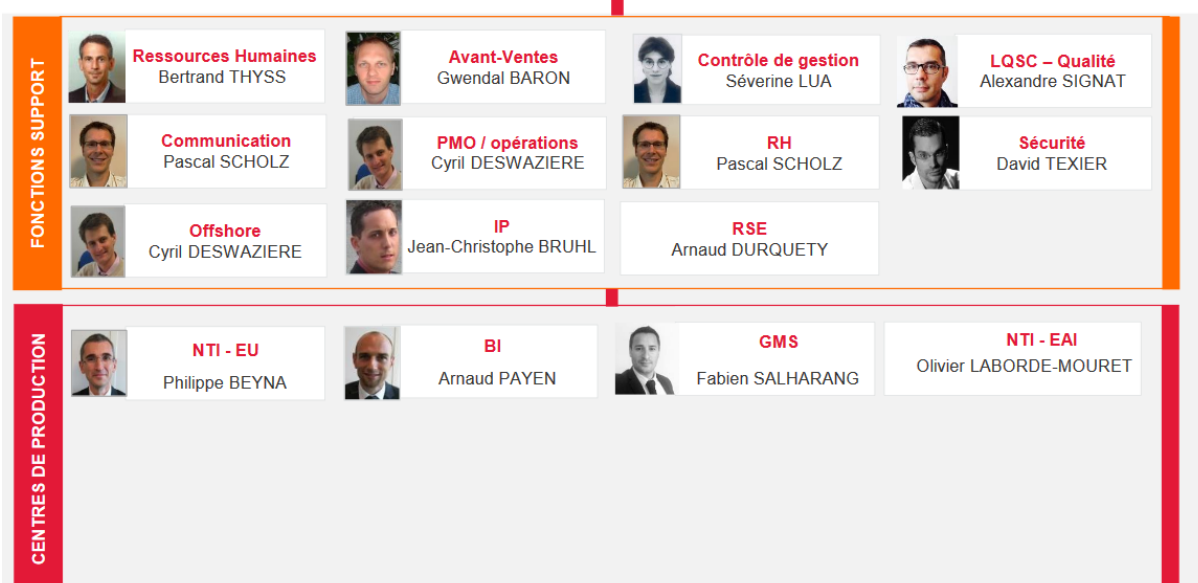 FONCTIONS SUPPORT
Ressources Humaines
Bertrand THYSS
Avant-Ventes
Gwendal BARON
Contrôle de gestion
Séverine LUA
LQSC – Qualité
Alexandre SIGNAT
Communication
Pascal SCHOLZ
PMO / opérations
Cyril DESWAZIERE
RH
Pascal SCHOLZ
Sécurité
David TEXIER
Offshore
Cyril DESWAZIERE
IP
Jean-Christophe BRUHL
RSE
Arnaud DURQUETY
CENTRES DE PRODUCTION
NTI - EU
Philippe BEYNA
BI
Arnaud PAYEN
GMS
Fabien SALHARANG
NTI - EAI
Olivier LABORDE-MOURET